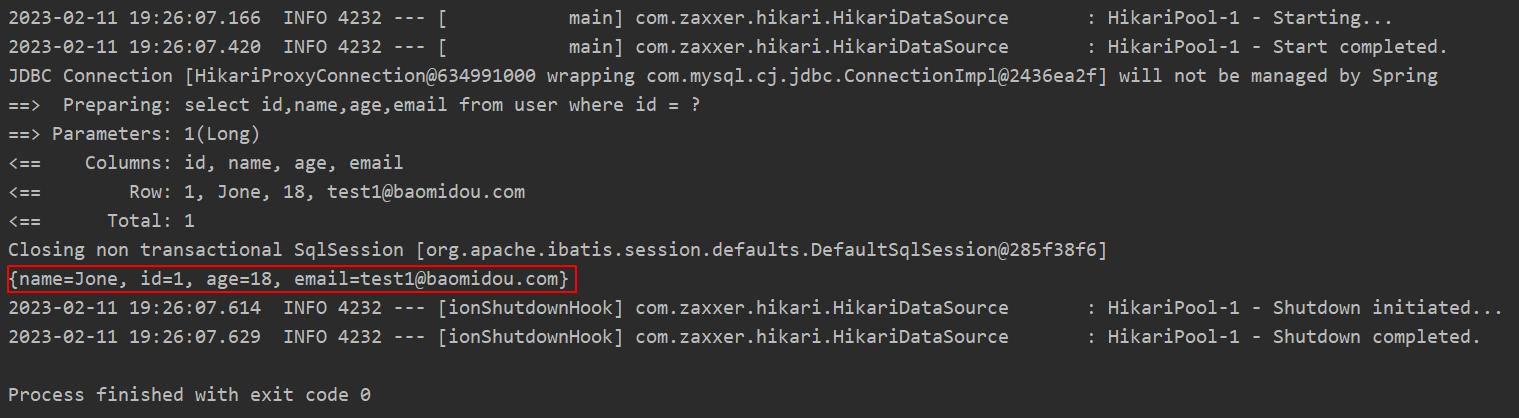 2023-02-11 19:26:07.166  INFO 4232 --- [           main] com.zaxxer.hikari.HikariDataSource       : HikariPool-1 - Starting...
2023-02-11 19:26:07.420  INFO 4232 --- [           main] com.zaxxer.hikari.HikariDataSource       : HikariPool-1 - Start completed.
JDBC Connection [HikariProxyConnection@634991000 wrapping com.mysql.cj.jdbc.ConnectionImpl@2436ea2f] will not be managed by Spring
==>  Preparing: select id,name,age,email from user where id = ?
==> Parameters: 1(Long)
<==    Columns: id, name, age, email
<==        Row: 1, Jone, 18, test1@baomidou.com
<==      Total: 1
Closing non transactional SqlSession [org.apache.ibatis.session.defaults.DefaultSqlSession@285f38f6]
{name=Jone, id=1, age=18, email=test1@baomidou.com}
2023-02-11 19:26:07.614  INFO 4232 --- [ionShutdownHook] com.zaxxer.hikari.HikariDataSource       : HikariPool-1 - Shutdown initiated...
2023-02-11 19:26:07.629  INFO 4232 --- [ionShutdownHook] com.zaxxer.hikari.HikariDataSource       : HikariPool-1 - Shutdown completed.
Process finished with exit code 0